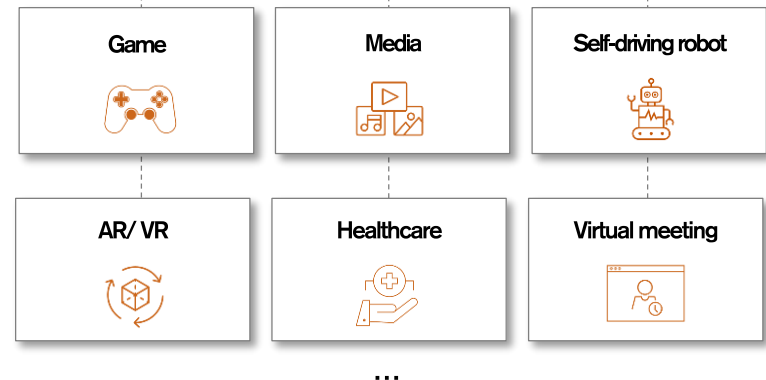 Game
Media
Self-driving robot
AR/ VR
Healthcare
Virtual meeting
...